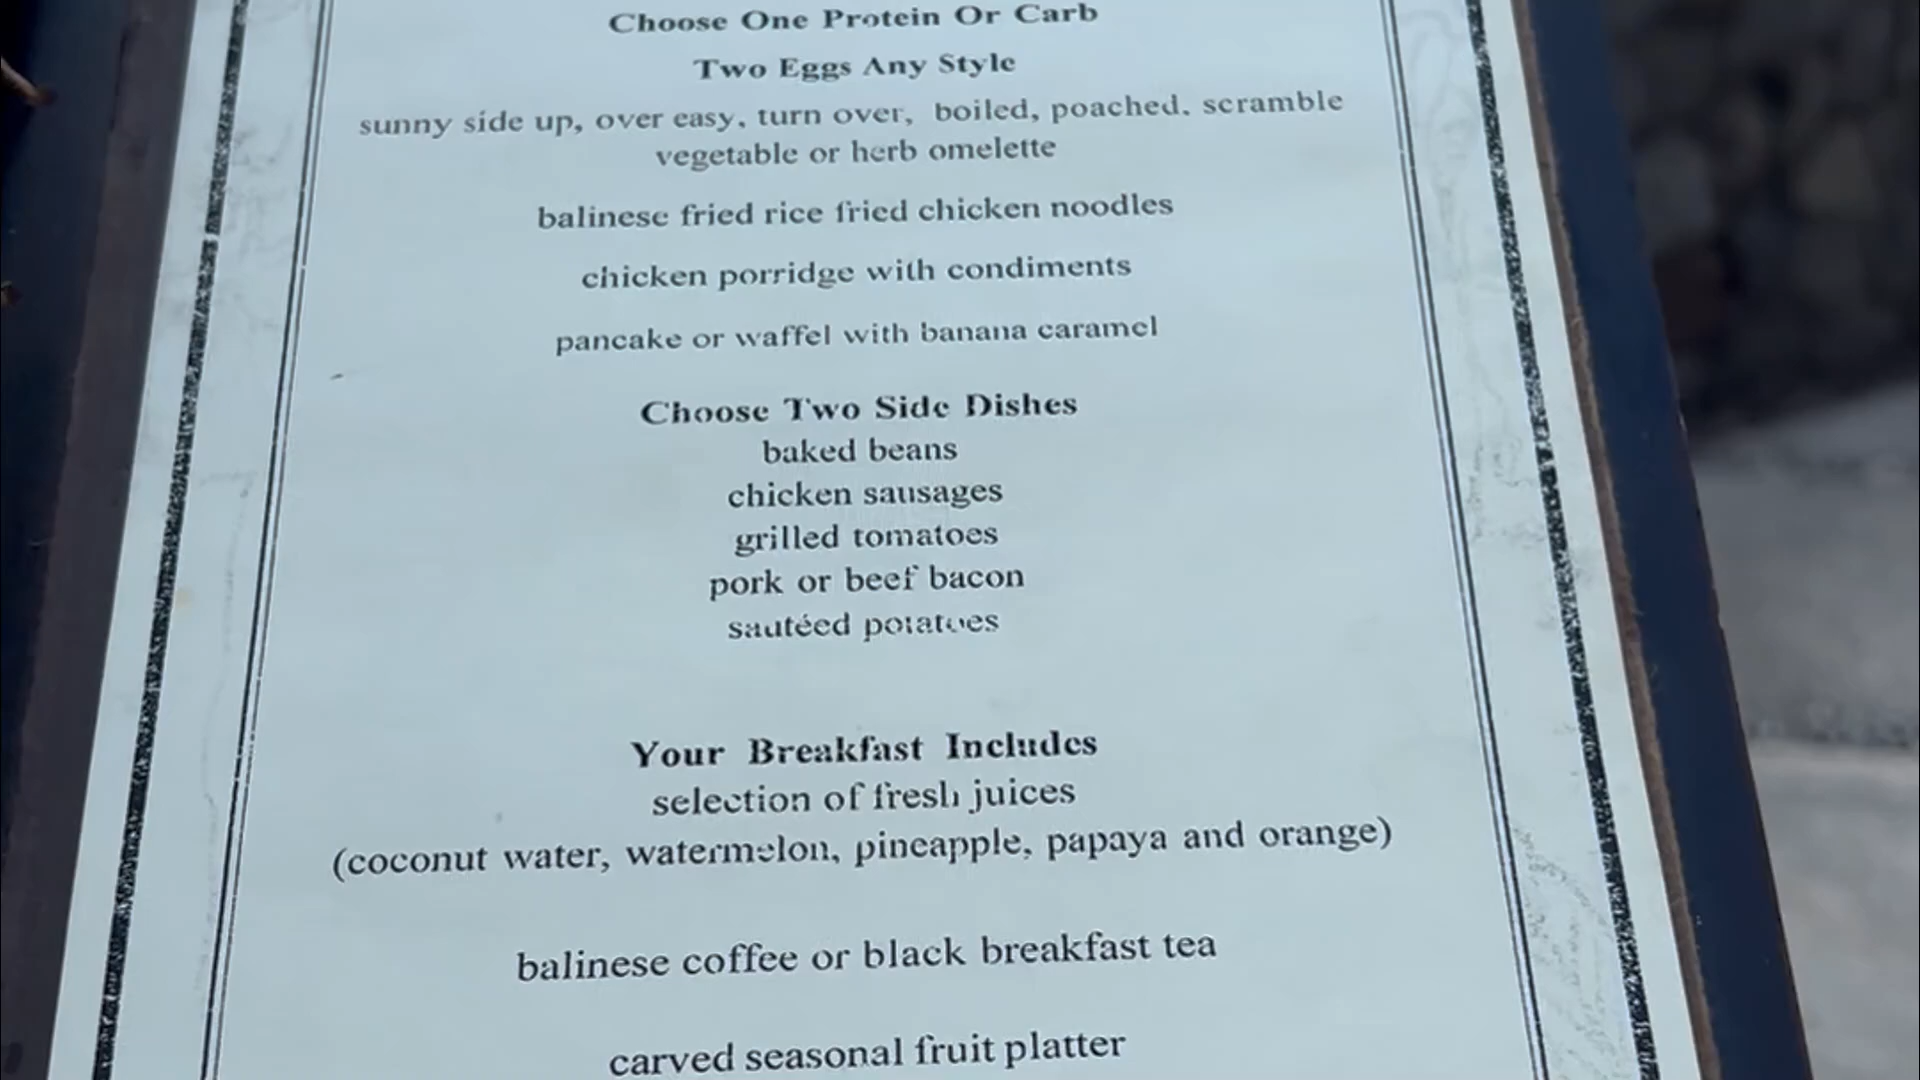 Choose One Protein Or Carb
Two Eggs Any Style
sunny side up, over easy, turn over, boiled, poached, scramble
vegetable or herb omelette
balinese fried rice fried chicken noodles
chicken porridge with condiments
pancake or waffel with banana caramel
Choose Two Side Dishes
baked beans
chicken sausages
grilled tomatoes
pork or beef bacon
sautéed potatoes
Your Breakfast Includes
selection of fresh juices
(coconut water, watermelon, pineapple, papaya and orange)
balinese coffee or black breakfast tea
carved seasonal fruit platter